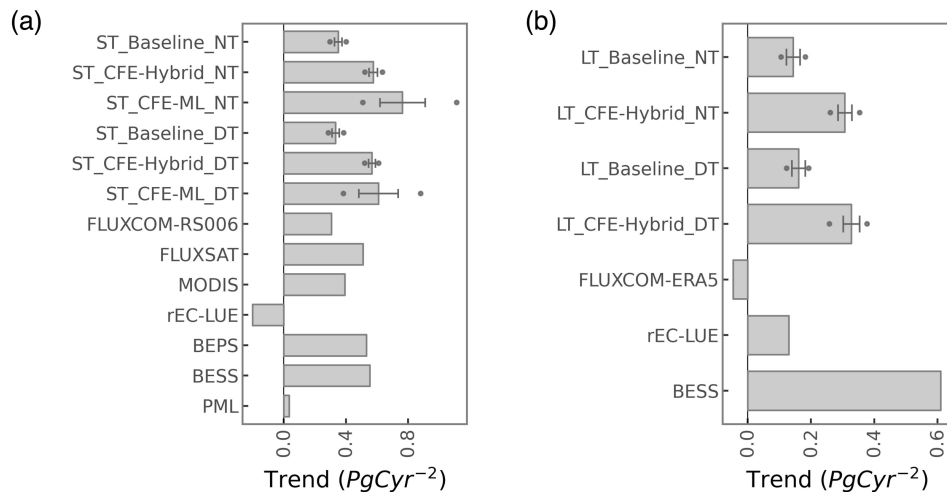 (a)
ST_Baseline_NT
ST_CFE-Hybrid_NT
ST_CFE-ML_NT
ST_Baseline_DT
ST_CFE-Hybrid_DT
ST_CFE-ML_DT
FLUXCOM-RS006
FLUXSAT
MODIS
rEC-LUE
BEPS
BESS
PML
0.0 0.4 0.8
Trend (PgCyr⁻²)
(b)
LT_Baseline_NT
LT_CFE-Hybrid_NT
LT_Baseline_DT
LT_CFE-Hybrid_DT
FLUXCOM-ERA5
rEC-LUE
BESS
0.0 0.2 0.4 0.6
Trend (PgCyr⁻²)